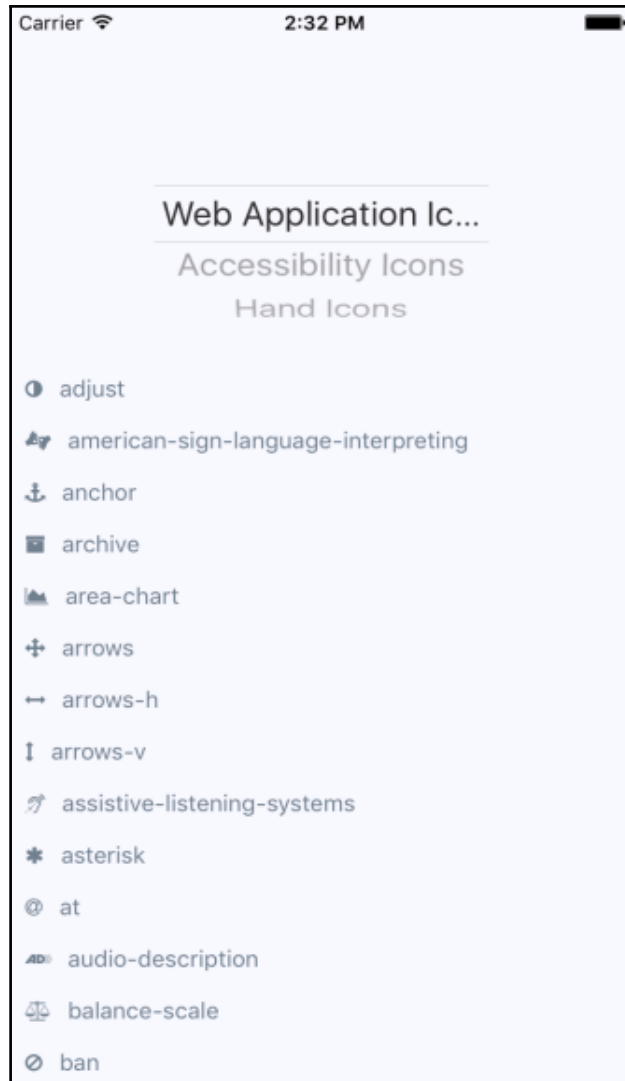 Carrier 2:32 PM
Web Application Ic...
Accessibility Icons
Hand Icons
adjust
american-sign-language-interpreting
anchor
archive
area-chart
arrows
arrows-h
arrows-v
assistive-listening-systems
asterisk
@ at
AD audio-description
balance-scale
ban